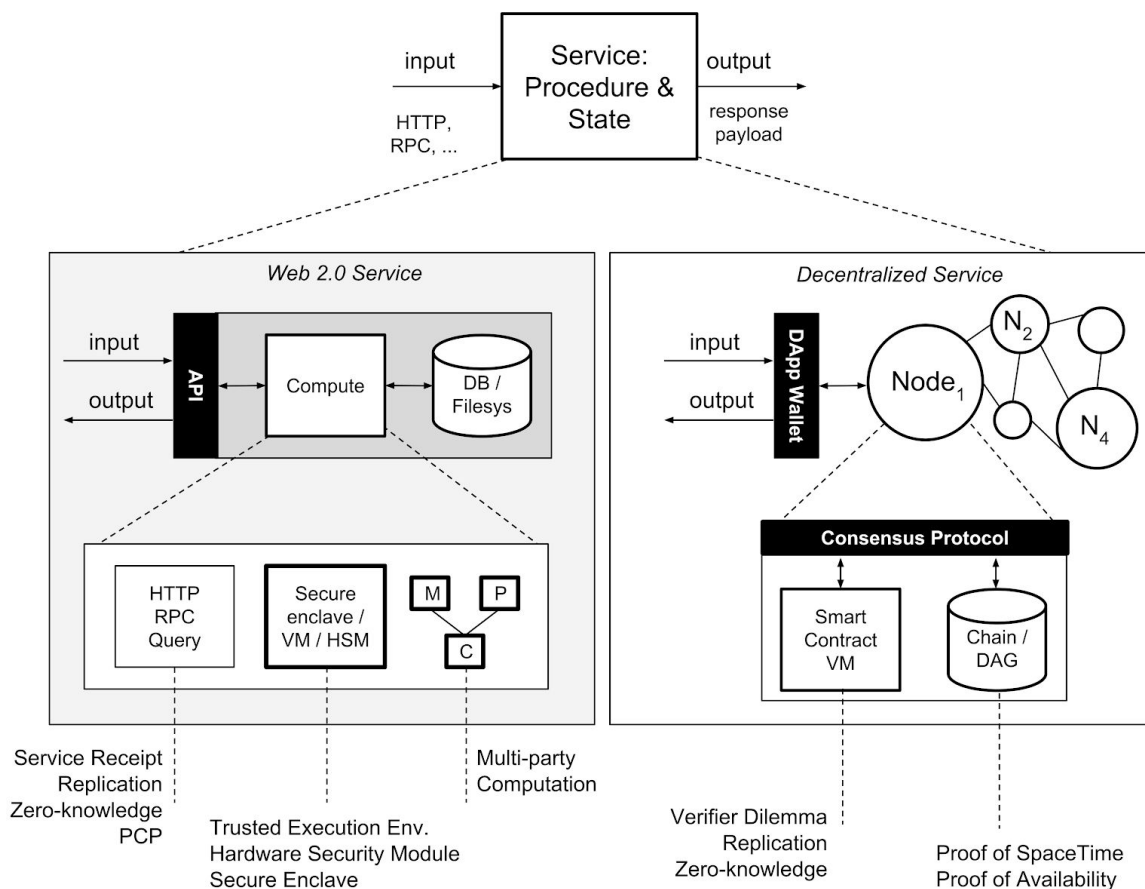 input
HTTP,
RPC, ...
Service:
Procedure &
State
output
response
payload
Web 2.0 Service
input
output
API
Compute
DB /
Filesys
HTTP
RPC
Query
Secure
enclave /
VM / HSM
M
P
C
Service Receipt
Replication
Zero-knowledge
PCP
Trusted Execution Env.
Hardware Security Module
Secure Enclave
Multi-party
Computation
Decentralized Service
input
output
DApp Wallet
Node₁
N₂
N₄
Consensus Protocol
Smart
Contract
VM
Chain /
DAG
Verifier Dilemma
Replication
Zero-knowledge
Proof of SpaceTime
Proof of Availability